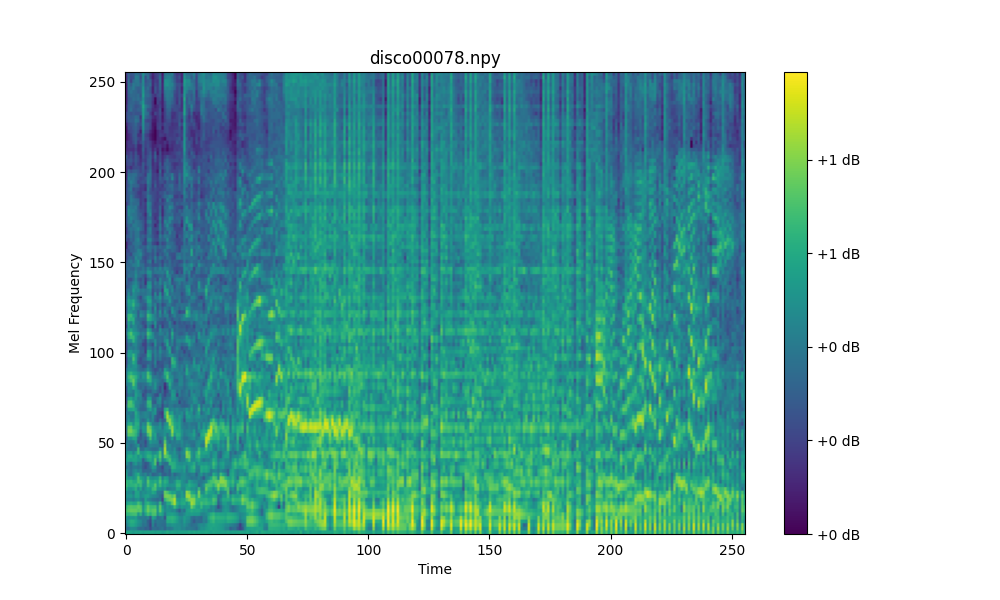 disco00078.npy
250
200
150
100
50
0
Mel Frequency
0 50 100 150 200 250
Time
+1 dB
+1 dB
+0 dB
+0 dB
+0 dB